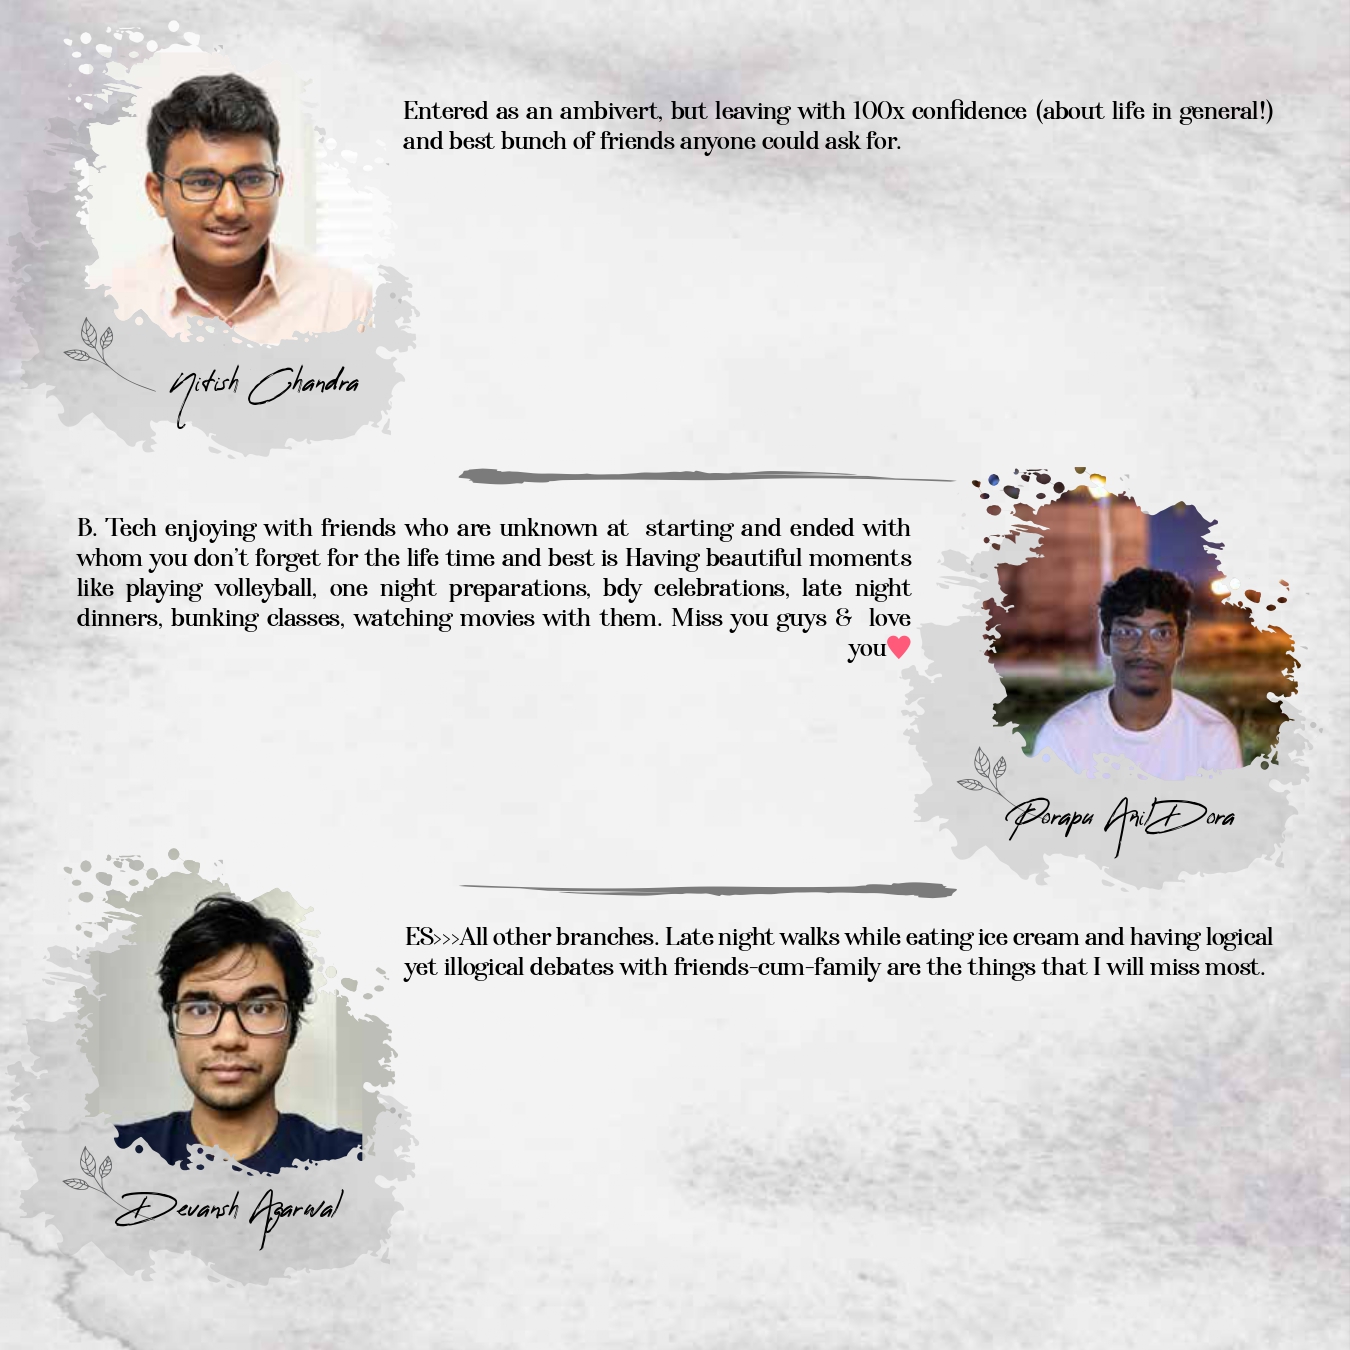 Entered as an ambivert, but leaving with 100x confidence (about life in general!)
and best bunch of friends anyone could ask for.
Nitish Chandra
B. Tech enjoying with friends who are unknown at starting and ended with
whom you don't forget for the life time and best is Having beautiful moments
like playing volleyball, one night preparations, bdy celebrations, late night
dinners, bunking classes, watching movies with them. Miss you guys & love
you❤
Porapu Anil Dora
ES>>>All other branches. Late night walks while eating ice cream and having logical
yet illogical debates with friends-cum-family are the things that I will miss most.
Devansh Agarwal